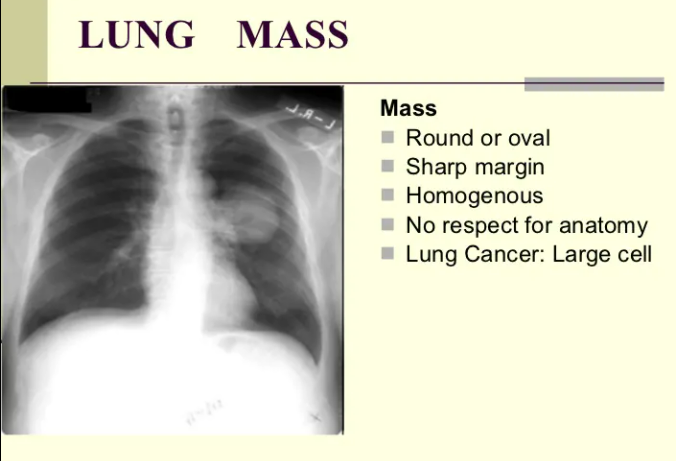 LUNG MASS
Mass
Round or oval
Sharp margin
Homogenous
No respect for anatomy
Lung Cancer: Large cell